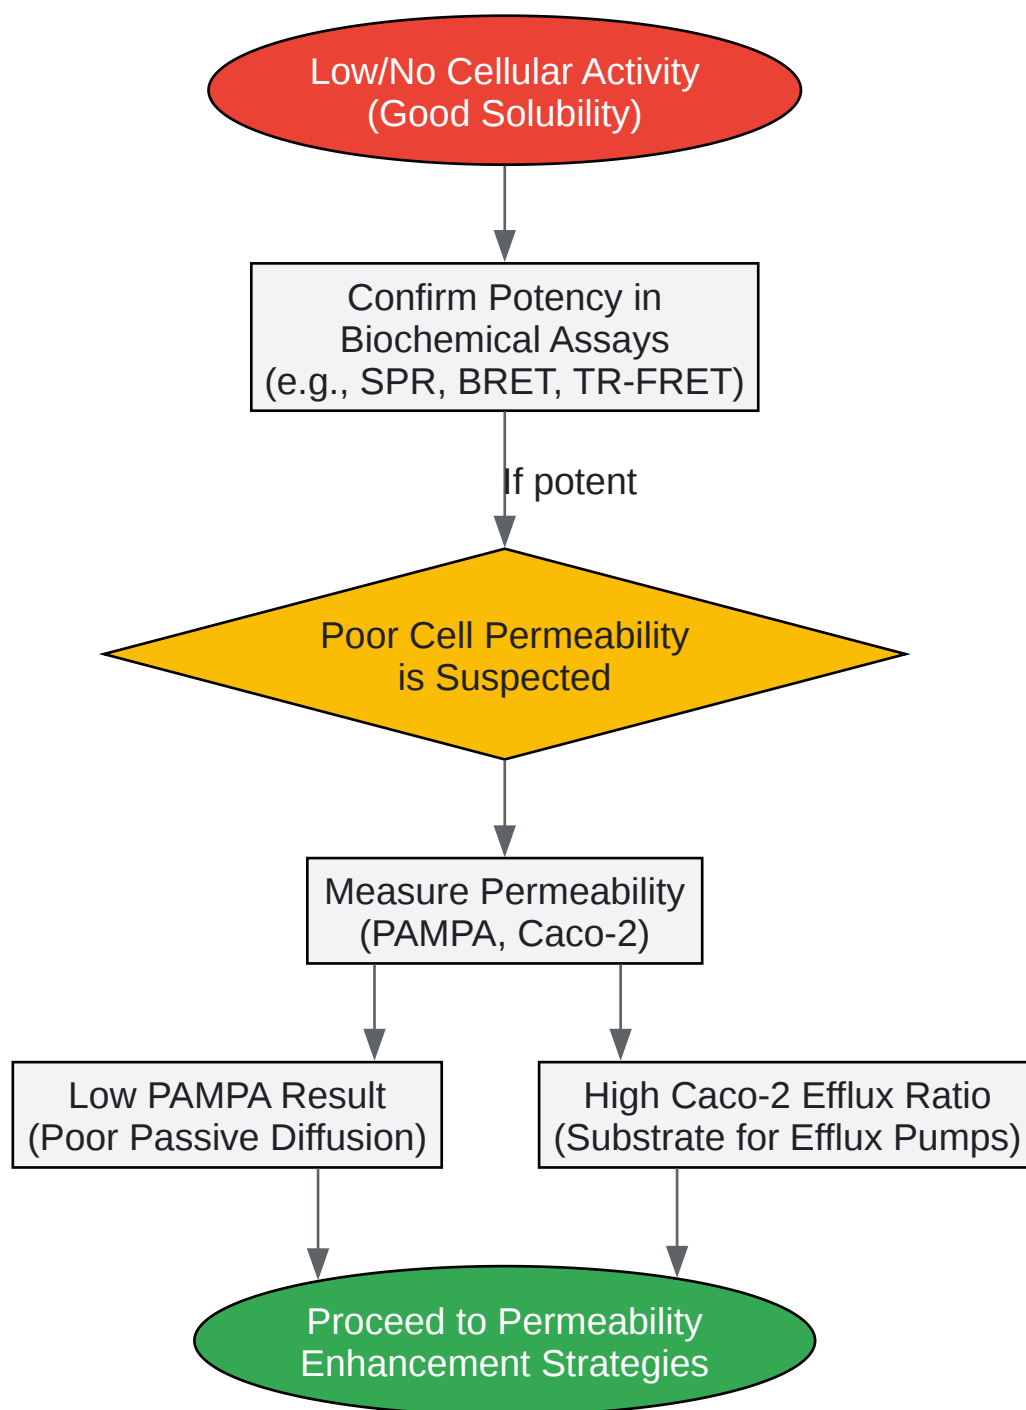 Low/No Cellular Activity
(Good Solubility)
Confirm Potency in
Biochemical Assays
(e.g., SPR, BRET, TR-FRET)
If potent
Poor Cell Permeability
is Suspected
Measure Permeability
(PAMPA, Caco-2)
Low PAMPA Result
(Poor Passive Diffusion)
High Caco-2 Efflux Ratio
(Substrate for Efflux Pumps)
Proceed to Permeability
Enhancement Strategies